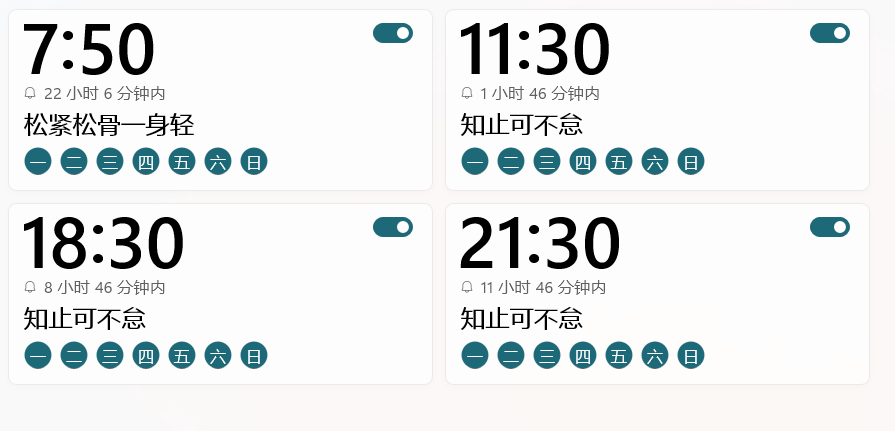 7:50
22 小时 6 分钟内
松紧松骨一身轻
一 二 三 四 五 六 日
11:30
1 小时 46 分钟内
知止可不怠
一 二 三 四 五 六 日
18:30
8 小时 46 分钟内
知止可不怠
一 二 三 四 五 六 日
21:30
11 小时 46 分钟内
知止可不怠
一 二 三 四 五 六 日